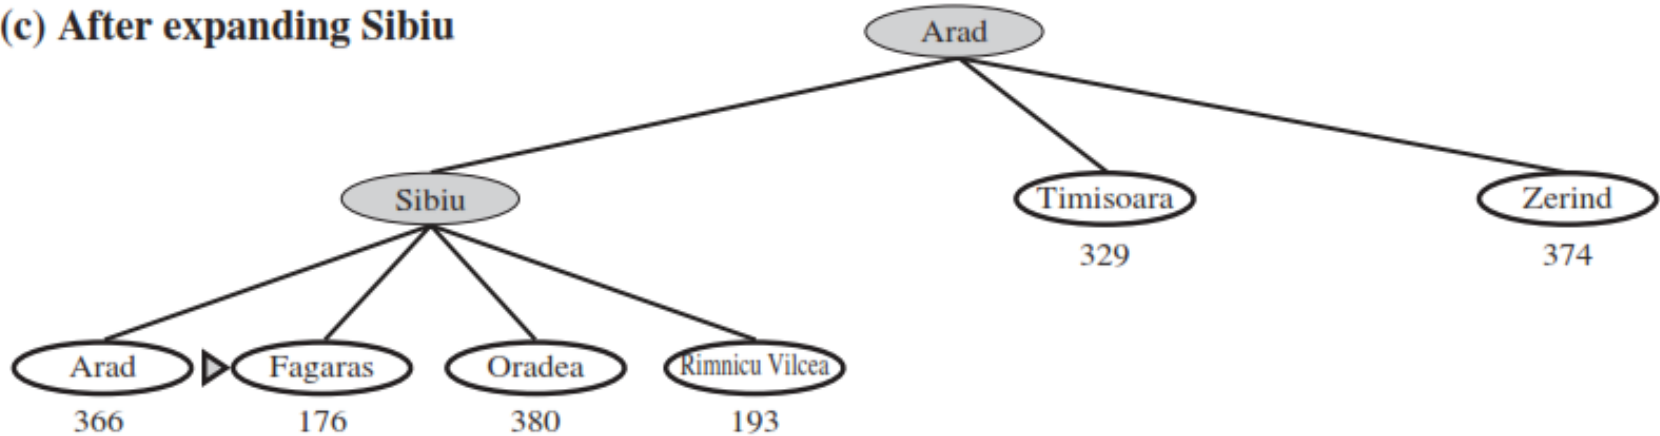 (c) After expanding Sibiu
Arad
Sibiu
Timisoara
Zerind
329
374
Arad
Fagaras
Oradea
Rimnicu Vilcea
366
176
380
193